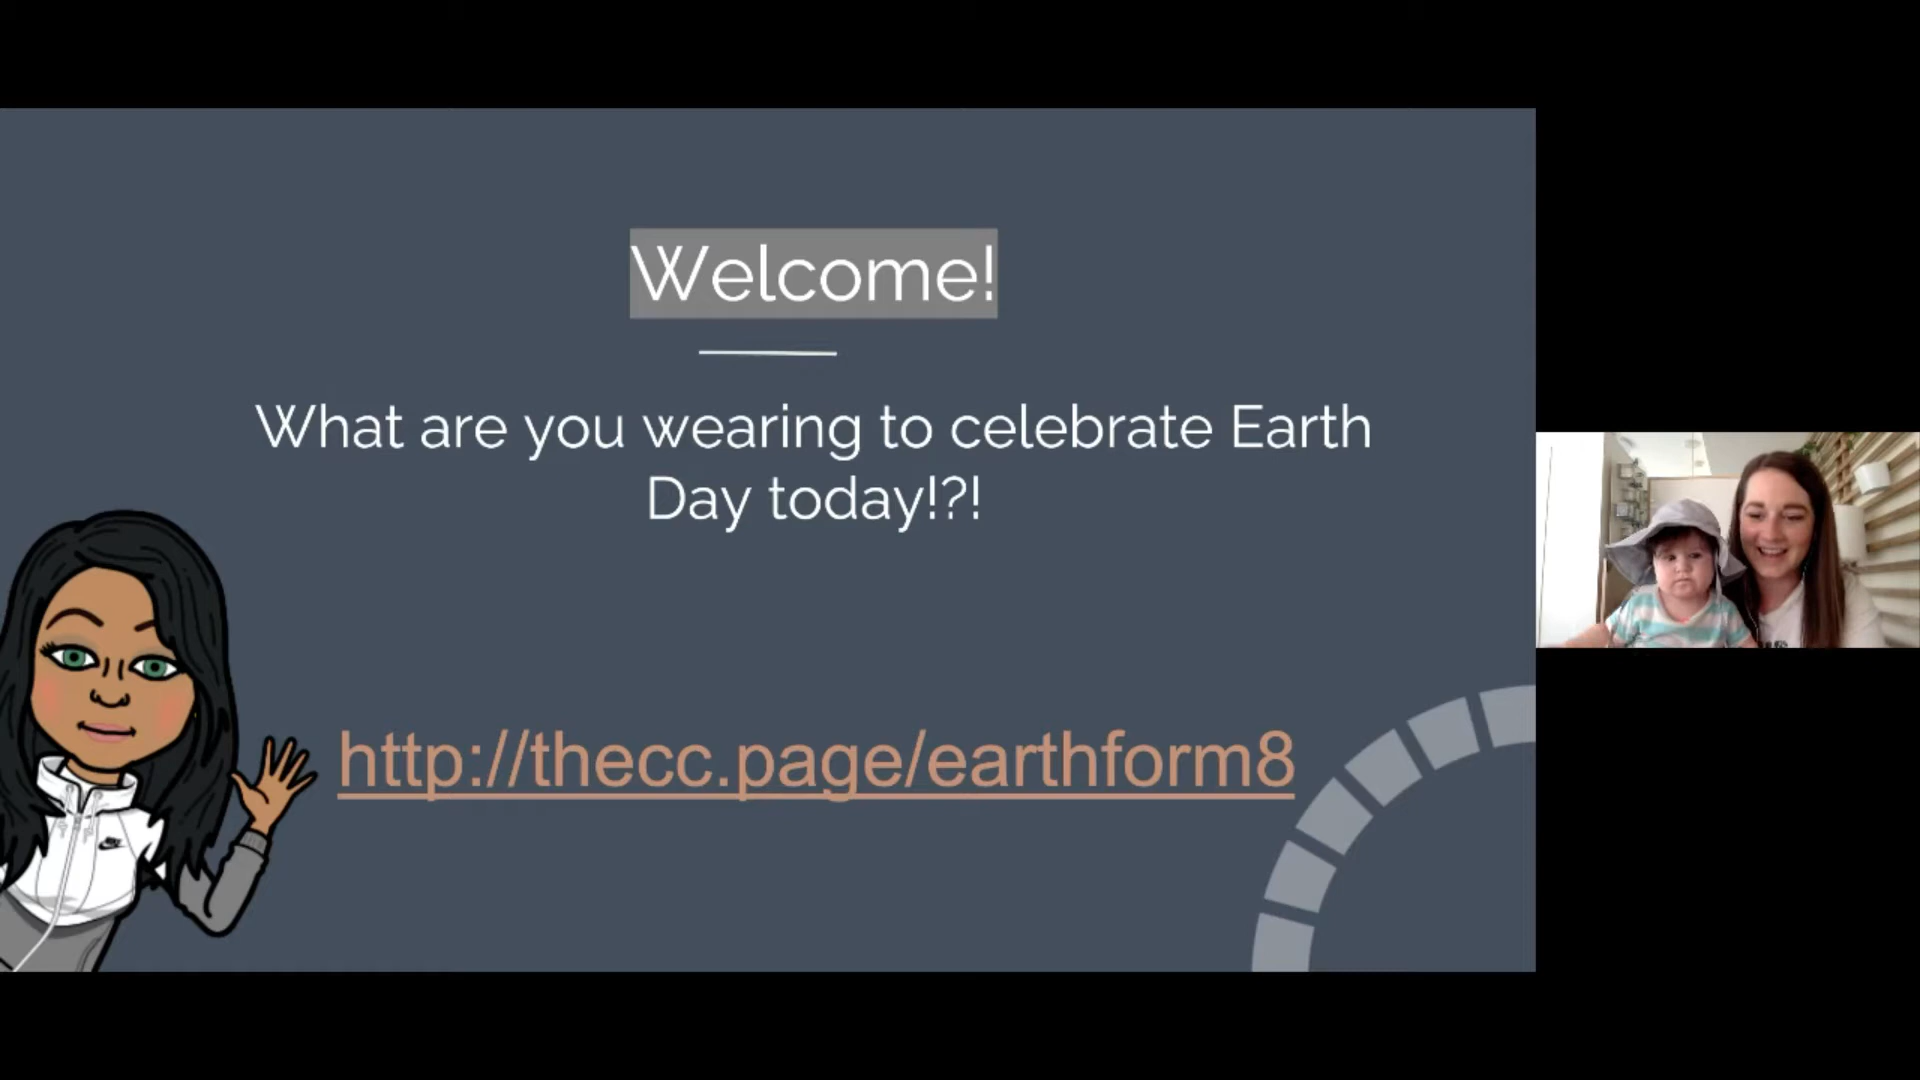 Welcome!
What are you wearing to celebrate Earth
Day today!?!
http://thecc.page/earthform8